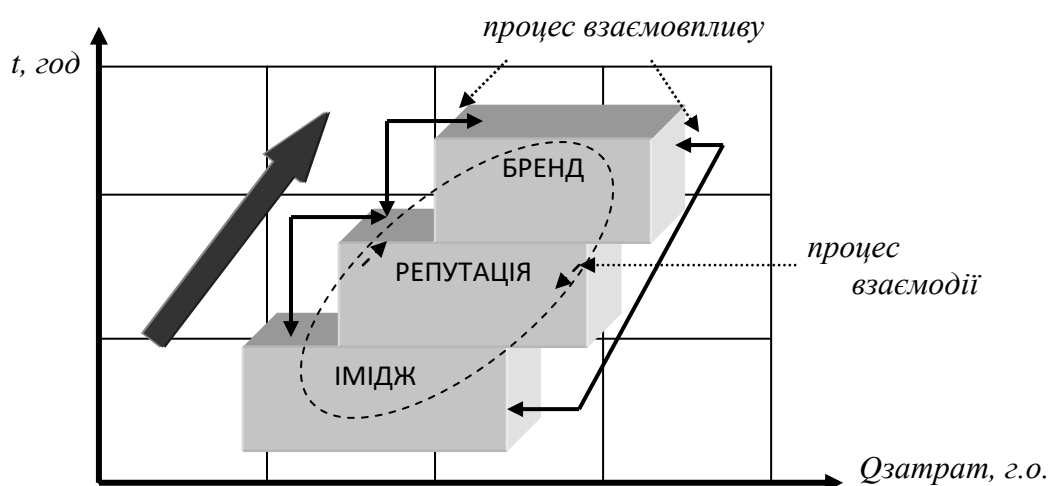 процес взаємовпливу
t, год
БРЕНД
процес
взаємодії
РЕПУТАЦІЯ
ІМІДЖ
Qзатрат, г.о.